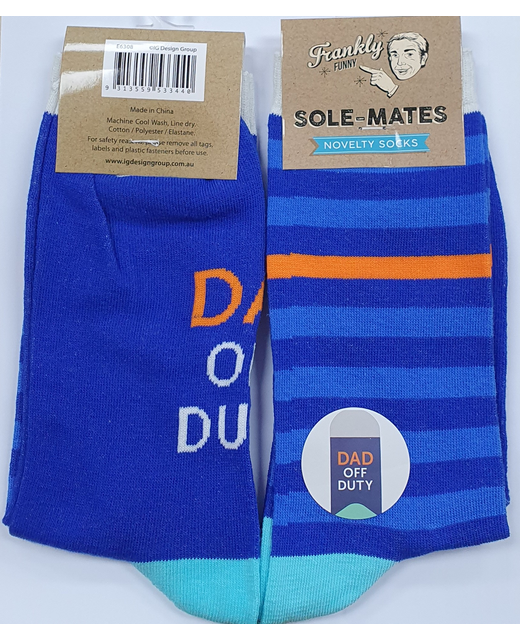 IG Design Group
9 313559 533440
Made in China
Machine Cool Wash, Line dry.
Cotton / Polyester / Elastane.
For safety reasons, please remove all tags,
labels and plastic fasteners before use.
www.igdesigngroup.com.au
DA
O
DU
Frankly
FUNNY
SOLE-MATES
NOVELTY SOCKS
DAD
OFF
DUTY